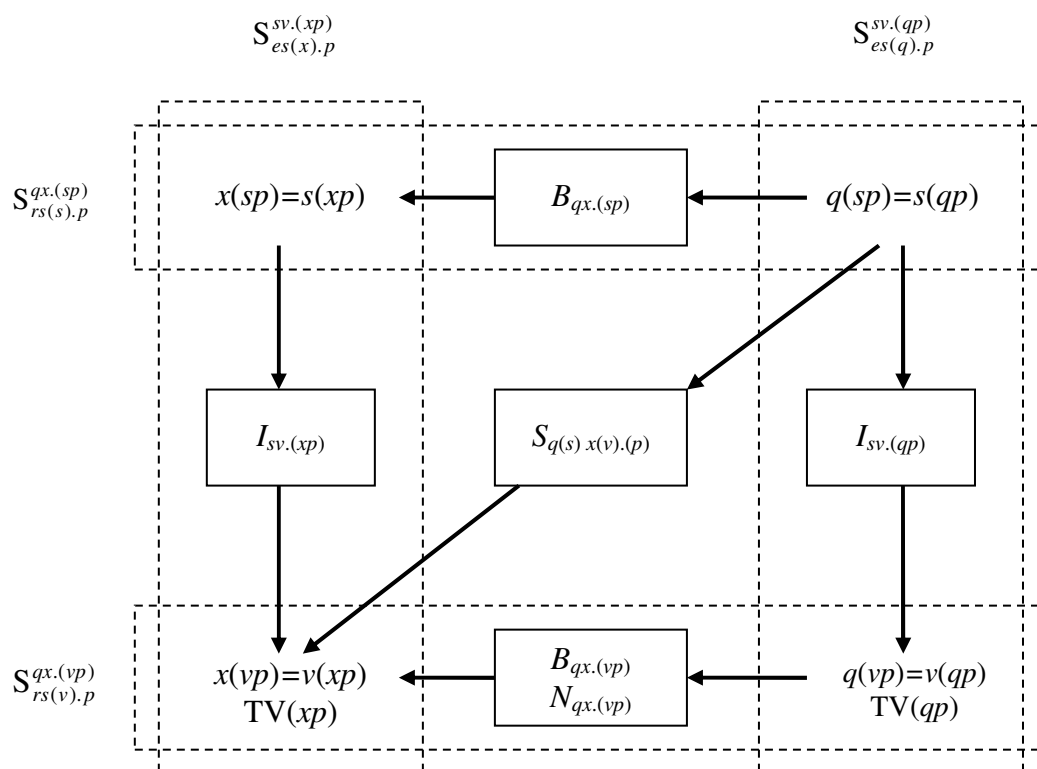 S^{sv.(xp)}_{es(x).p}
S^{sv.(qp)}_{es(q).p}
S^{qx.(sp)}_{rs(s).p}
x(sp)=s(xp)
B_{qx.(sp)}
q(sp)=s(qp)
I_{sv.(xp)}
S_{q(s) x(v).(p)}
I_{sv.(qp)}
S^{qx.(vp)}_{rs(v).p}
x(vp)=v(xp)
TV(xp)
B_{qx.(vp)}
N_{qx.(vp)}
q(vp)=v(qp)
TV(qp)